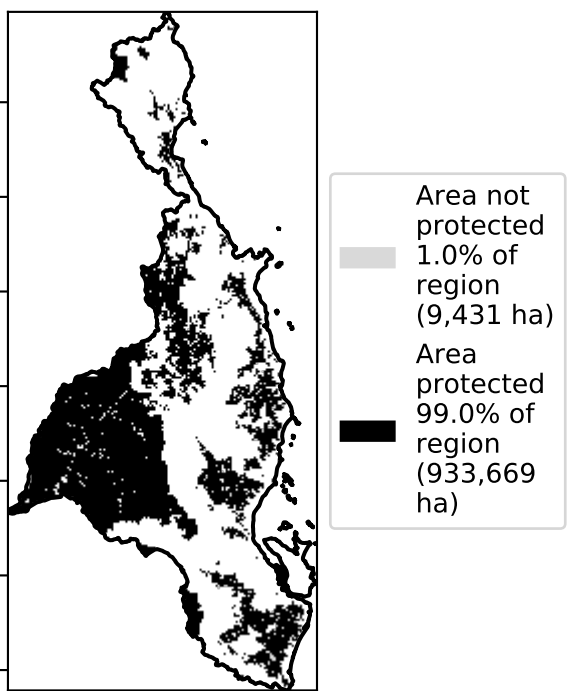 Area not
protected
1.0% of
region
(9,431 ha)
Area
protected
99.0% of
region
(933,669
ha)